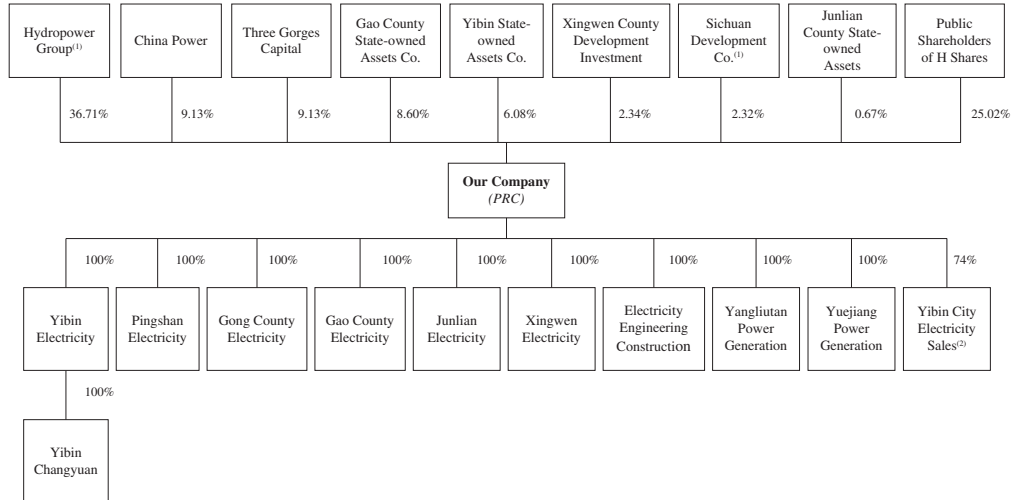 Hydropower
Group(1)
China Power
Three Gorges
Capital
Gao County
State-owned
Assets Co.
Yibin State-
owned
Assets Co.
Xingwen County
Development
Investment
Sichuan
Development
Co.(1)
Junlian
County State-
owned
Assets
Public
Shareholders
of H Shares
36.71%
9.13%
9.13%
8.60%
6.08%
2.34%
2.32%
0.67%
25.02%
Our Company
(PRC)
100%
100%
100%
100%
100%
100%
100%
100%
100%
74%
Yibin
Electricity
Pingshan
Electricity
Gong County
Electricity
Gao County
Electricity
Junlian
Electricity
Xingwen
Electricity
Electricity
Engineering
Construction
Yangliutan
Power
Generation
Yuejiang
Power
Generation
Yibin City
Electricity
Sales(2)
100%
Yibin
Changyuan